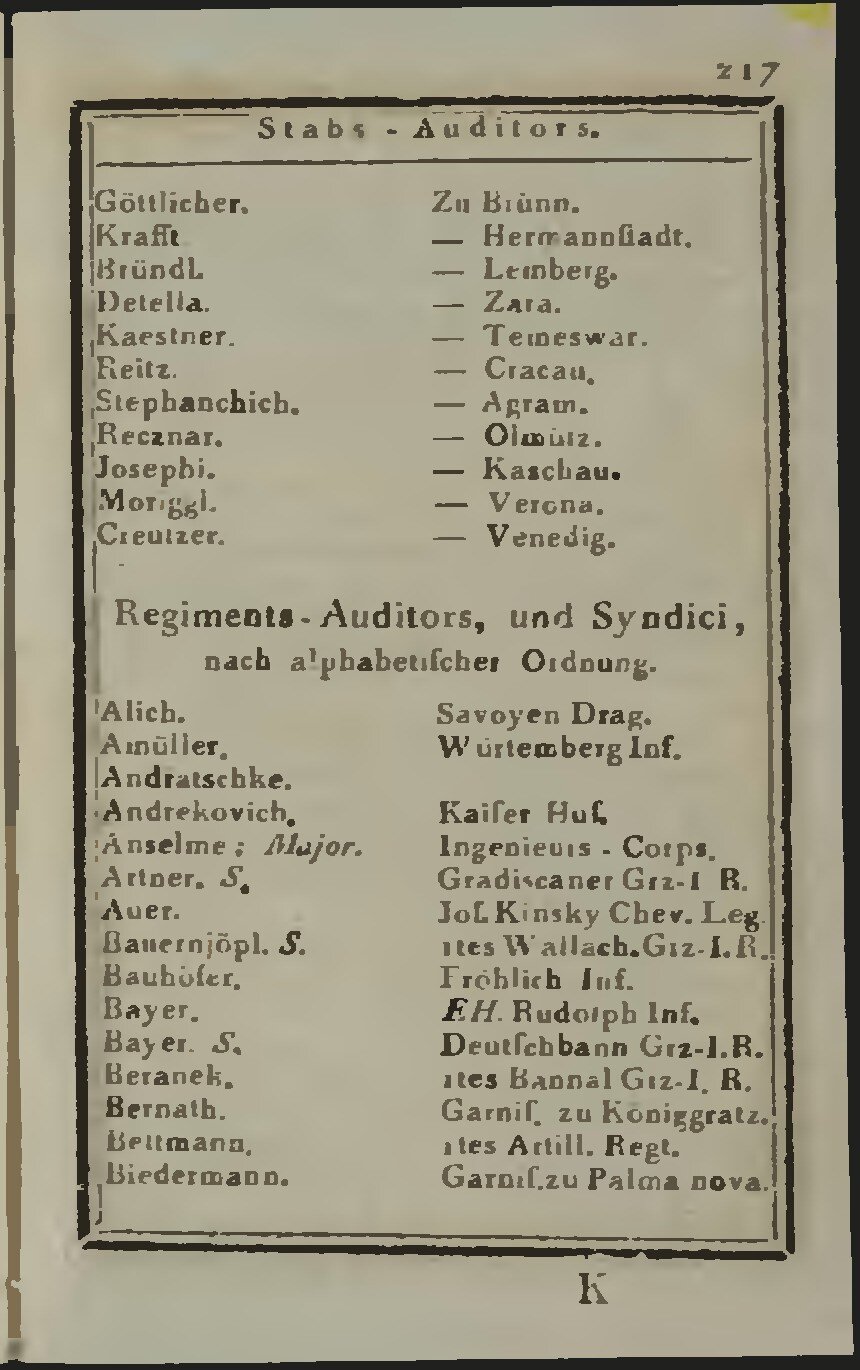 217
Stabs - Auditors.
Göttlicher. Zu Brünn.
Krafft — Hermannſtadt.
Bründl. — Lemberg.
Detella. — Zara.
Kaestner. — Temeswar.
Reitz. — Cracau.
Stephanchich. — Agram.
Recznar. — Olmütz.
Josephi. — Kaschau.
Moriggl. — Verona.
Creutzer. — Venedig.
Regiments-Auditors, und Syndici,
nach alphabetiſcher Ordnung.
Alich. Savoyen Drag.
Amüller. Würtemberg Inf.
Andratschke.
Andrekovich. Kaiſer Huſ.
Anselme; Major. Ingenieurs - Corps.
Artner. S. Gradiscaner Grz-I R.
Auer. Joſ. Kinsky Chev. Leg.
Bauernjöpl. S. 1tes Wallach. Grz-I. R.
Bauhöfer. Fröhlich Inf.
Bayer. EH. Rudolph Inf.
Bayer. S. Deutſchbann Grz-I. R.
Beranek. 1tes Bannal Grz-I. R.
Bernath. Garniſ. zu Königgratz.
Bettmann. 1tes Artill. Regt.
Biedermann. Garniſ. zu Palma nova.
K